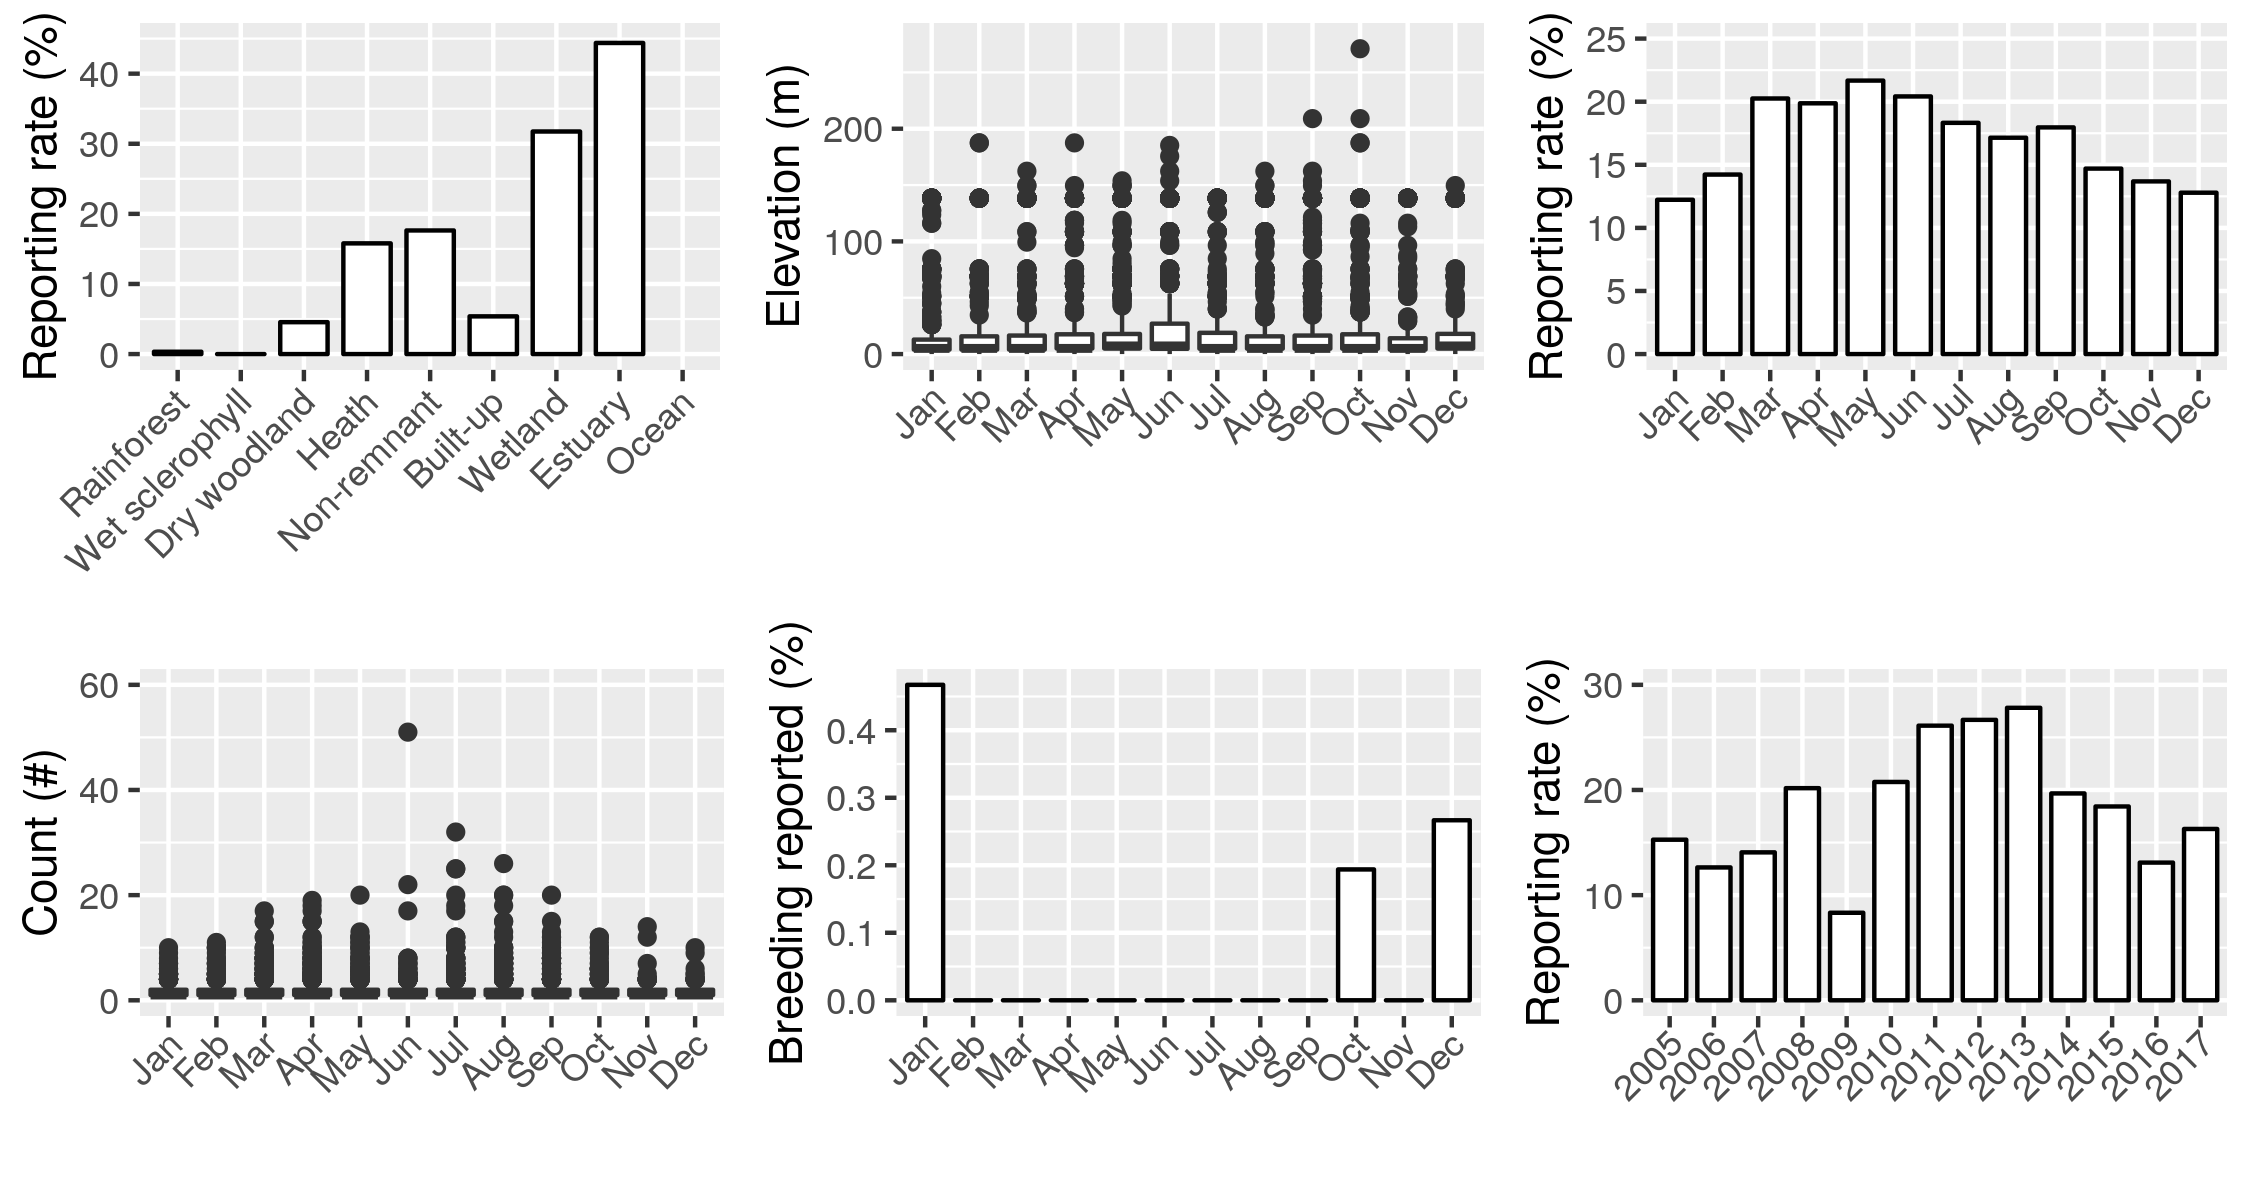 Reporting rate (%)
40
30
20
10
0
Rainforest
Wet sclerophyll
Dry woodland
Heath
Non-remnant
Built-up
Wetland
Estuary
Ocean
Elevation (m)
200
100
0
Jan
Feb
Mar
Apr
May
Jun
Jul
Aug
Sep
Oct
Nov
Dec
Reporting rate (%)
25
20
15
10
5
0
Jan
Feb
Mar
Apr
May
Jun
Jul
Aug
Sep
Oct
Nov
Dec
Count (#)
60
40
20
0
Jan
Feb
Mar
Apr
May
Jun
Jul
Aug
Sep
Oct
Nov
Dec
Breeding reported (%)
0.4
0.3
0.2
0.1
0.0
Jan
Feb
Mar
Apr
May
Jun
Jul
Aug
Sep
Oct
Nov
Dec
Reporting rate (%)
30
20
10
0
2005
2006
2007
2008
2009
2010
2011
2012
2013
2014
2015
2016
2017